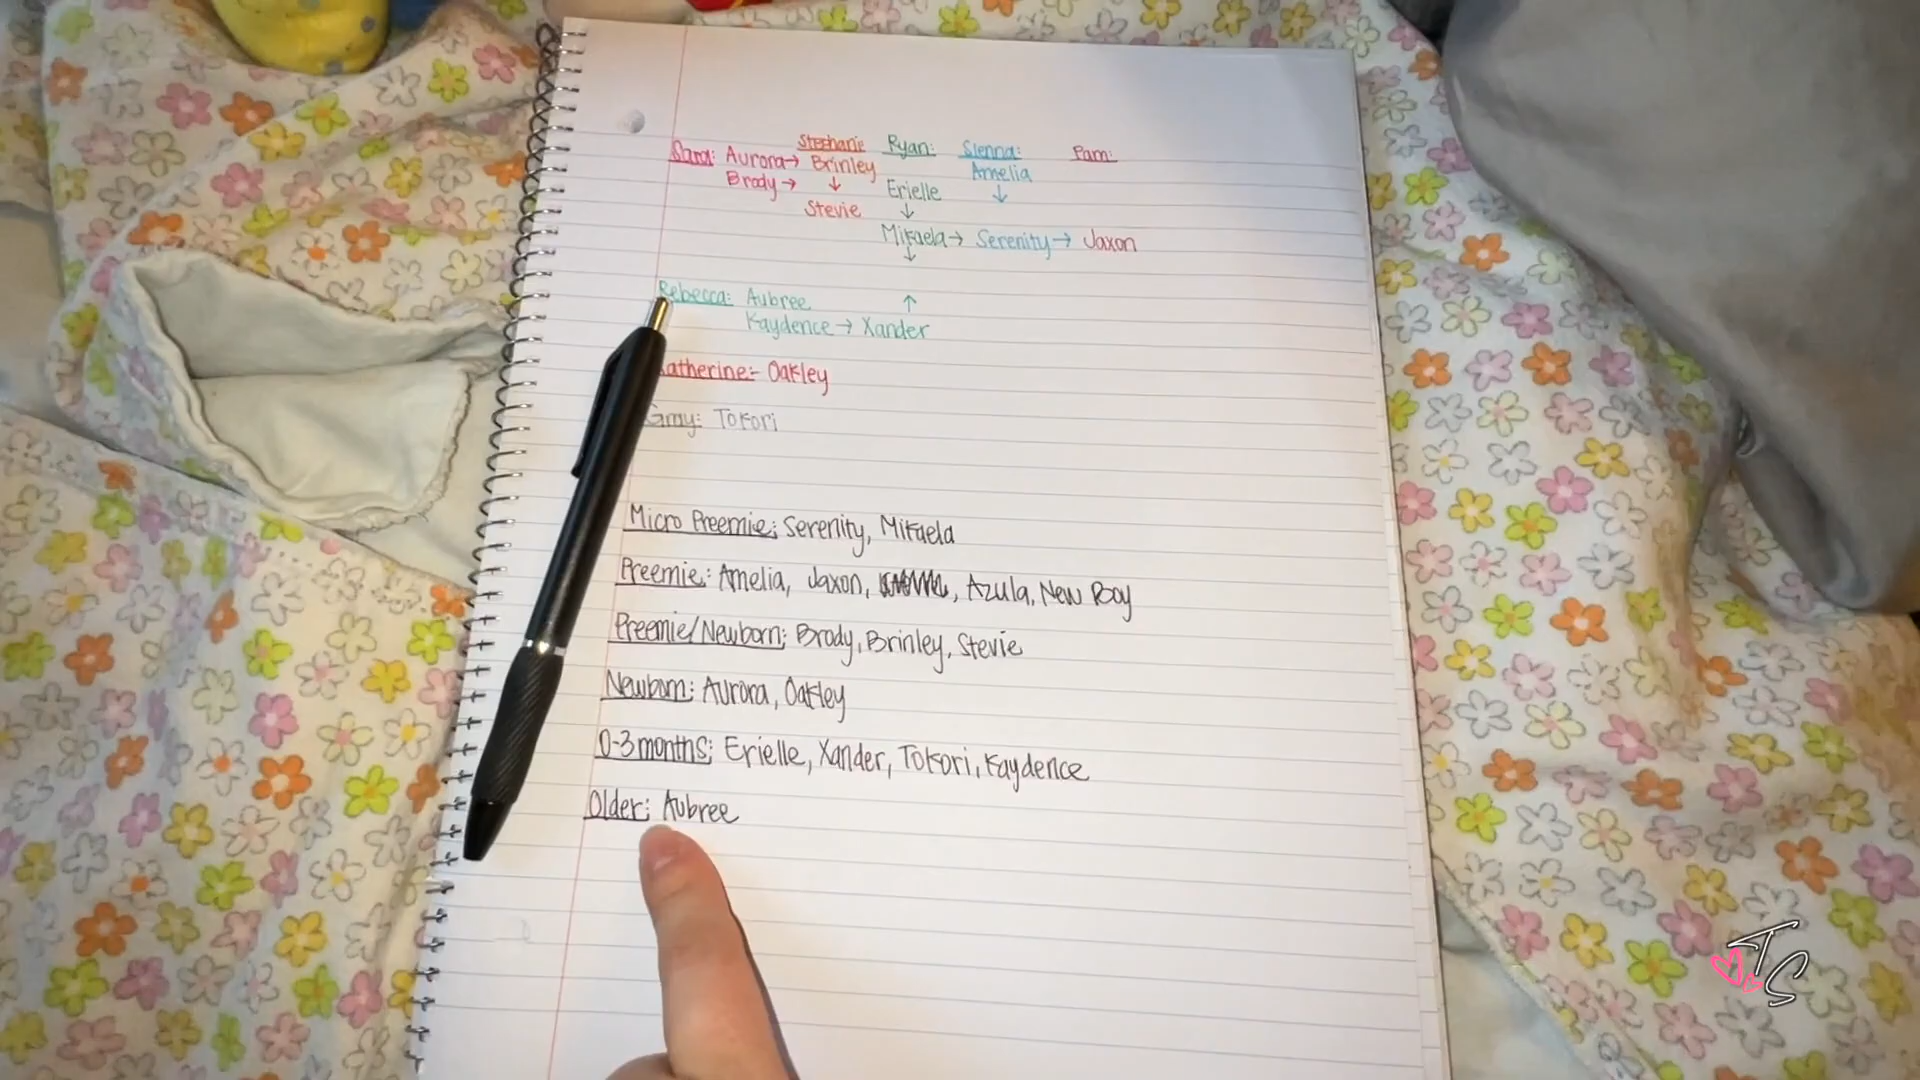 Stephanie Ryan: Sienna: Pam:
Sara: Aurora→ Brinley Amelia
Brody→ ↓ Erielle ↓
Stevie ↓
Mikaela→ Serenity→ Jaxon
↓
Rebecca: Aubree ↑
Kaydence→ Xander
atherine:- Oakley
Gray: Tokori
Micro Preemie: Serenity, Mikaela
Preemie: Amelia, Jaxon, , Azula, New Boy
Preemie/Newborn: Brody, Brinley, Stevie
Newborn: Aurora, Oakley
0-3 months: Erielle, Xander, Tokori, Kaydence
Older: Aubree
TS